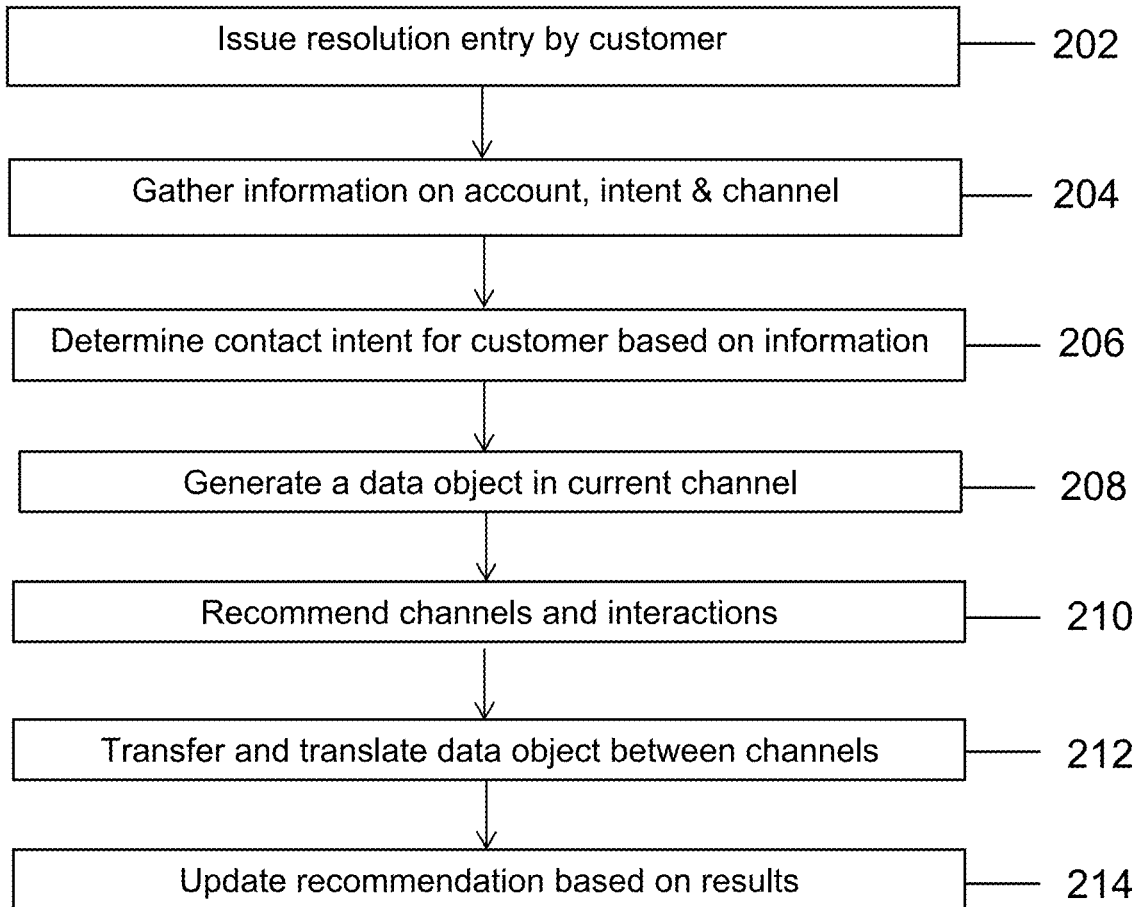 Issue resolution entry by customer 202
Gather information on account, intent & channel 204
Determine contact intent for customer based on information 206
Generate a data object in current channel 208
Recommend channels and interactions 210
Transfer and translate data object between channels 212
Update recommendation based on results 214